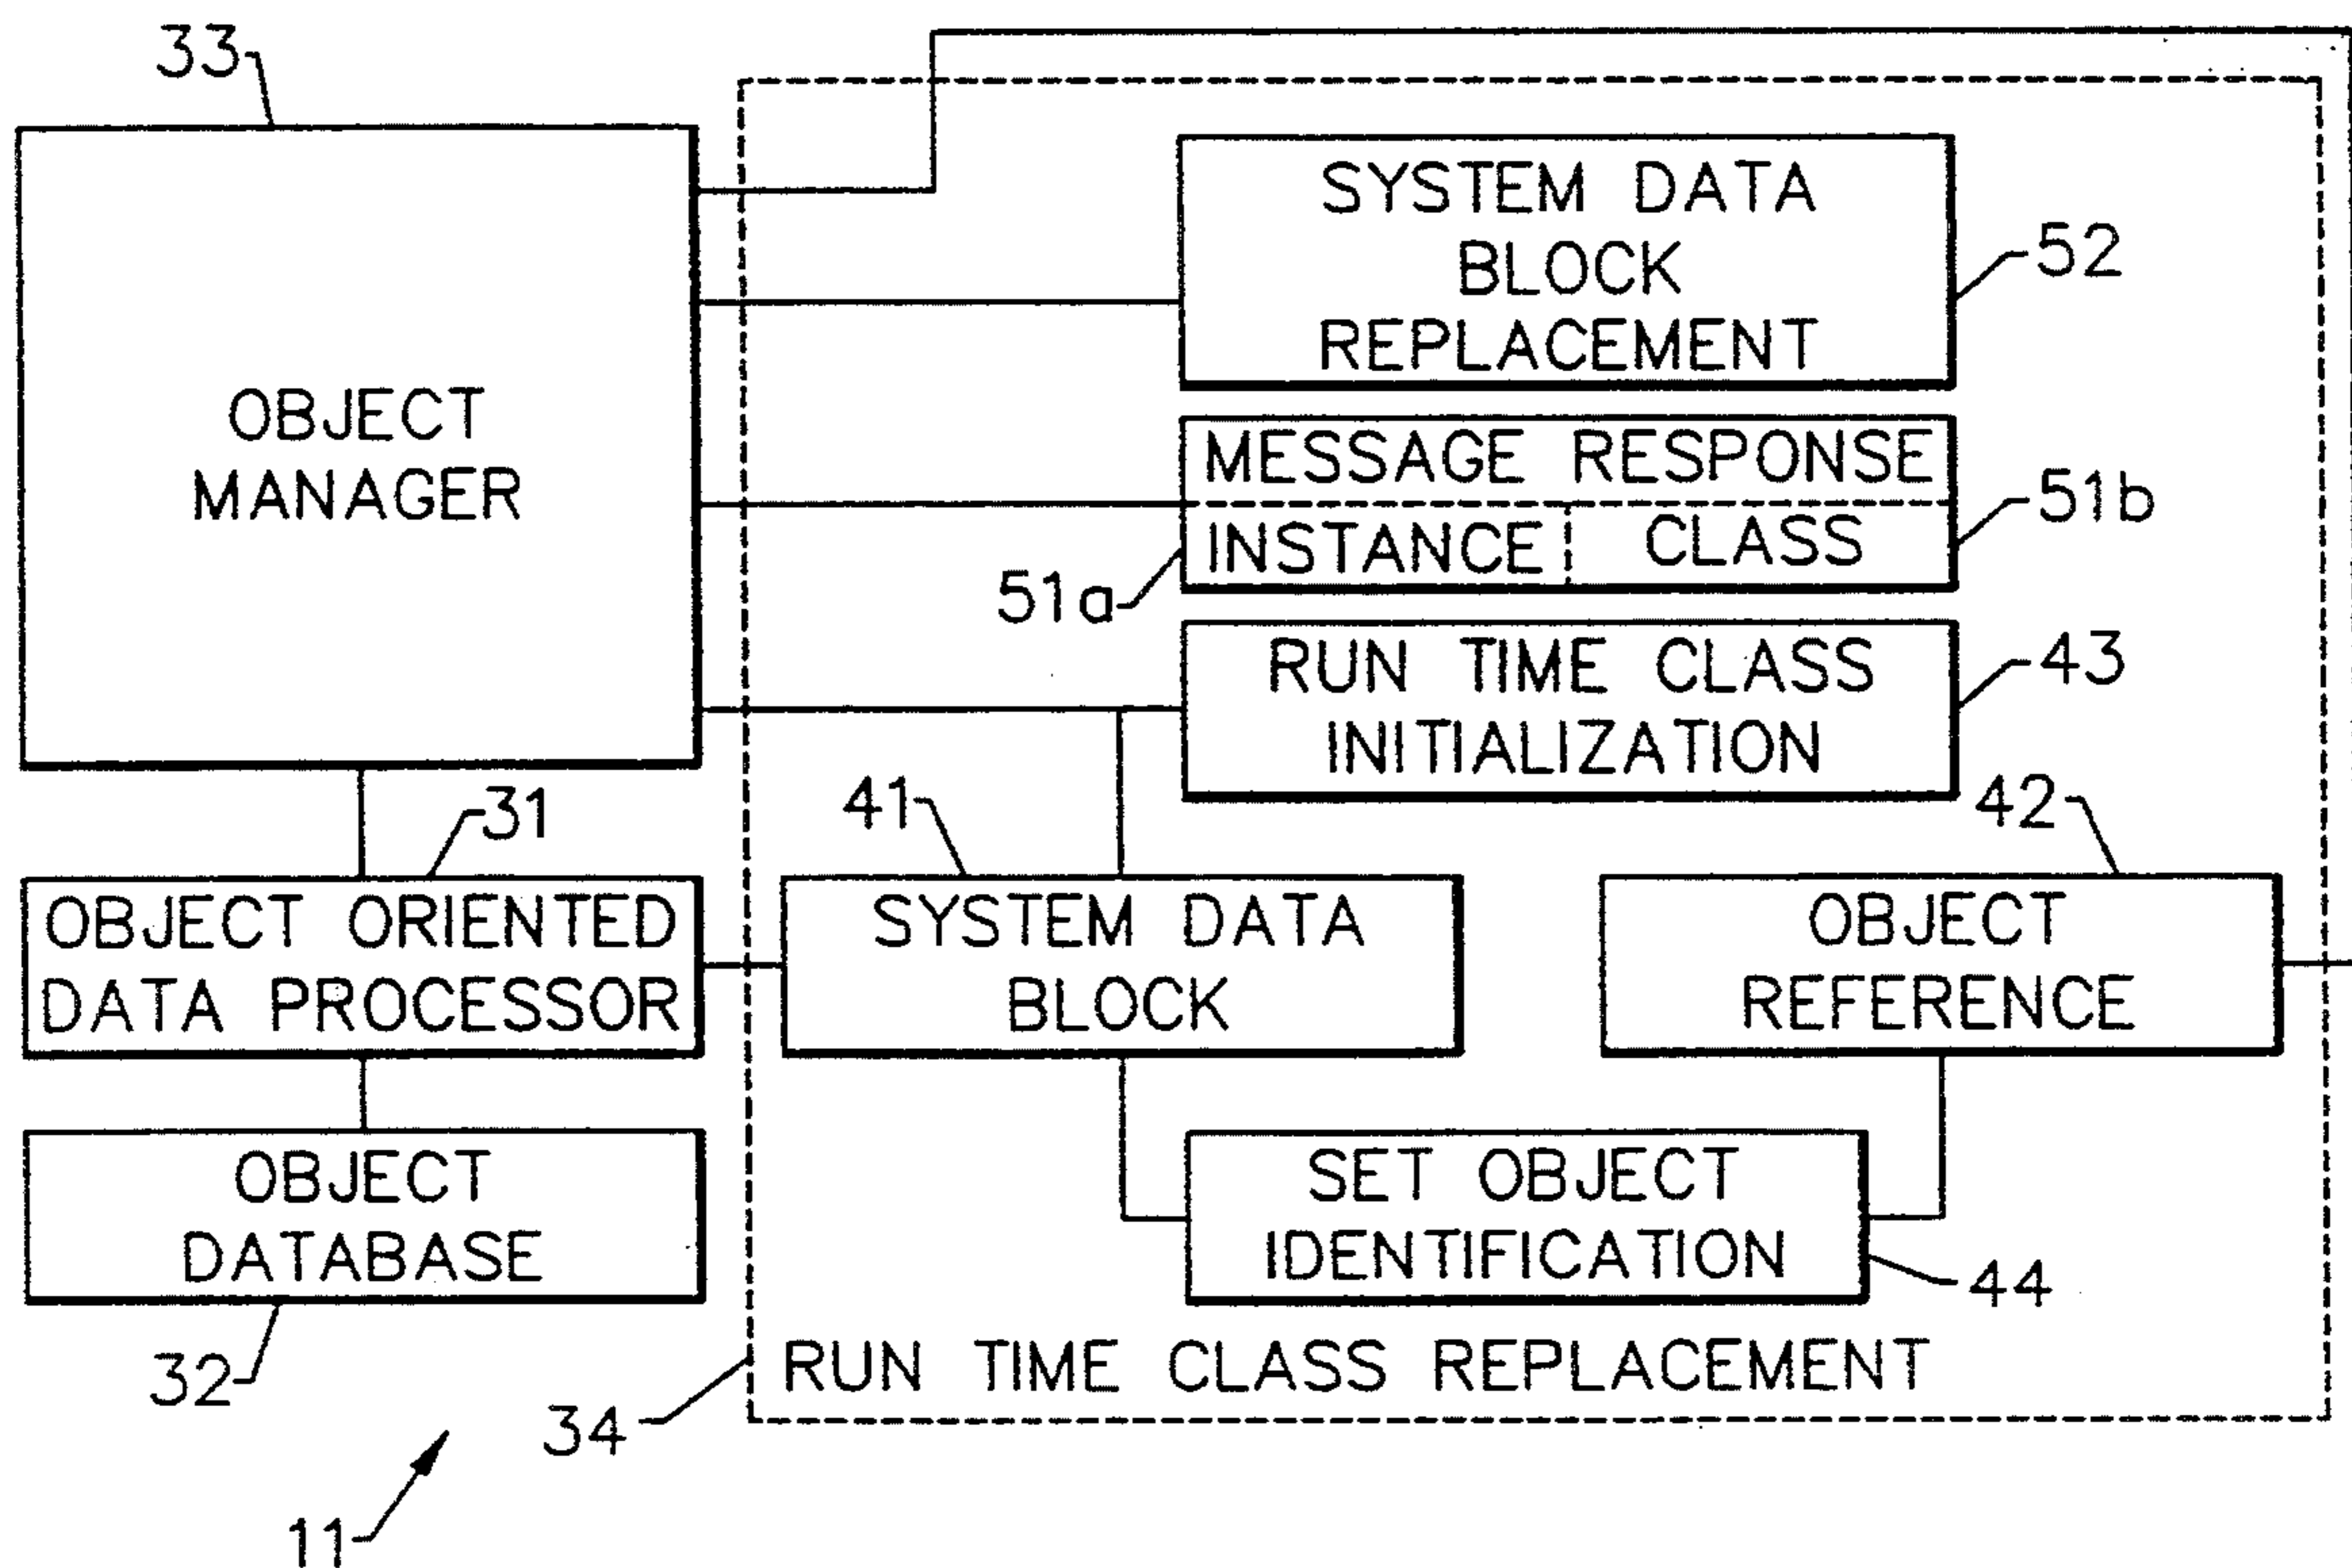 33
OBJECT
MANAGER
SYSTEM DATA
BLOCK
REPLACEMENT
52
MESSAGE RESPONSE
INSTANCE
CLASS
51b
51a
RUN TIME CLASS
INITIALIZATION
43
31
OBJECT ORIENTED
DATA PROCESSOR
41
SYSTEM DATA
BLOCK
42
OBJECT
REFERENCE
OBJECT
DATABASE
32
SET OBJECT
IDENTIFICATION
44
RUN TIME CLASS REPLACEMENT
34
11